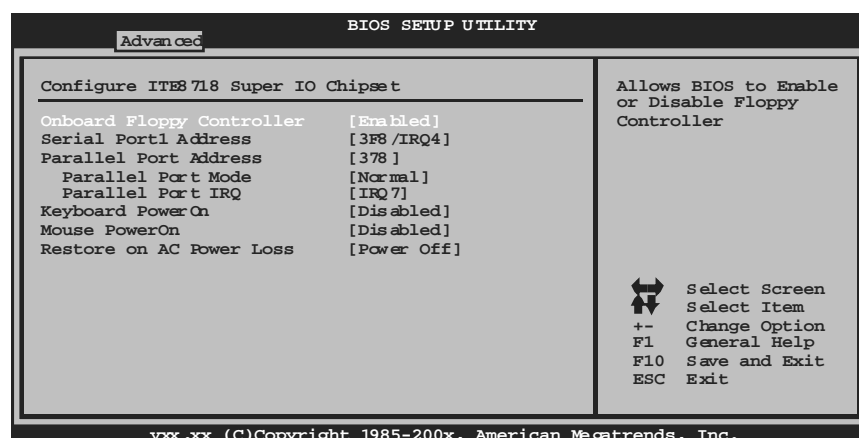 BIOS SETUP UTILITY
Advanced
Configure ITE8718 Super IO Chipset
Onboard Floppy Controller [Enabled]
Serial Port1 Address [3F8/IRQ4]
Parallel Port Address [378]
Parallel Port Mode [Normal]
Parallel Port IRQ [IRQ7]
Keyboard PowerOn [Disabled]
Mouse PowerOn [Disabled]
Restore on AC Power Loss [Power Off]
Allows BIOS to Enable
or Disable Floppy
Controller
Select Screen
Select Item
+- Change Option
F1 General Help
F10 Save and Exit
ESC Exit
vxx.xx (C)Copyright 1985-200x, American Megatrends, Inc.